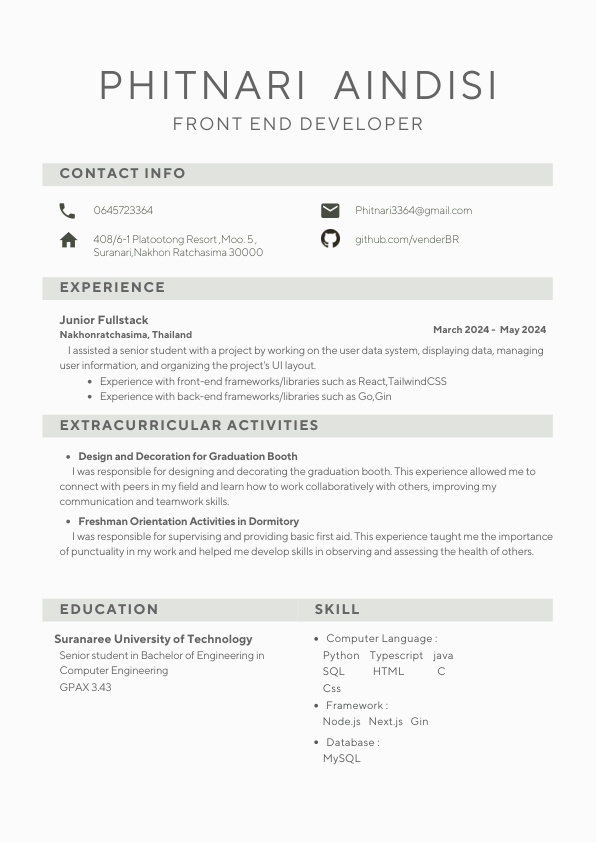 PHITNARI AINDISI
FRONT END DEVELOPER
CONTACT INFO
0645723364
Phitnari3364@gmail.com
408/6-1 Platootong Resort ,Moo. 5 ,
Suranari,Nakhon Ratchasima 30000
github.com/venderBR
EXPERIENCE
Junior Fullstack
Nakhonratchasima, Thailand
March 2024 - May 2024
I assisted a senior student with a project by working on the user data system, displaying data, managing
user information, and organizing the project's UI layout.
• Experience with front-end frameworks/libraries such as React,TailwindCSS
• Experience with back-end frameworks/libraries such as Go,Gin
EXTRACURRICULAR ACTIVITIES
• Design and Decoration for Graduation Booth
I was responsible for designing and decorating the graduation booth. This experience allowed me to
connect with peers in my field and learn how to work collaboratively with others, improving my
communication and teamwork skills.
• Freshman Orientation Activities in Dormitory
I was responsible for supervising and providing basic first aid. This experience taught me the importance
of punctuality in my work and helped me develop skills in observing and assessing the health of others.
EDUCATION
Suranaree University of Technology
Senior student in Bachelor of Engineering in
Computer Engineering
GPAX 3.43
SKILL
• Computer Language :
Python Typescript java
SQL HTML C
Css
• Framework :
Node.js Next.js Gin
• Database :
MySQL